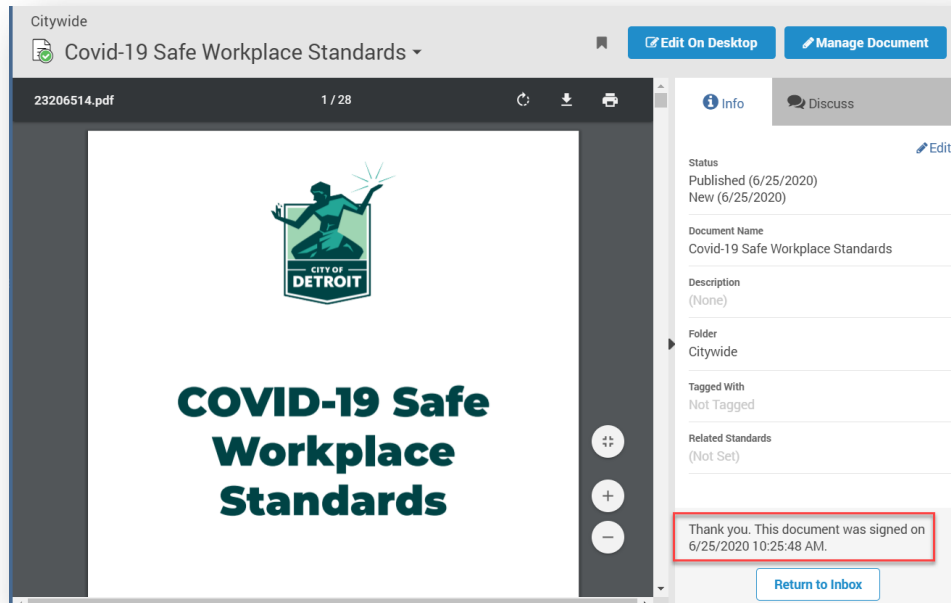 Citywide
Covid-19 Safe Workplace Standards
Edit On Desktop
Manage Document
23206514.pdf
1 / 28
Info
Discuss
Edit
Status
Published (6/25/2020)
New (6/25/2020)
Document Name
Covid-19 Safe Workplace Standards
Description
(None)
Folder
Citywide
Tagged With
Not Tagged
Related Standards
(Not Set)
CITY OF
DETROIT
COVID-19 Safe
Workplace
Standards
Thank you. This document was signed on
6/25/2020 10:25:48 AM.
Return to Inbox